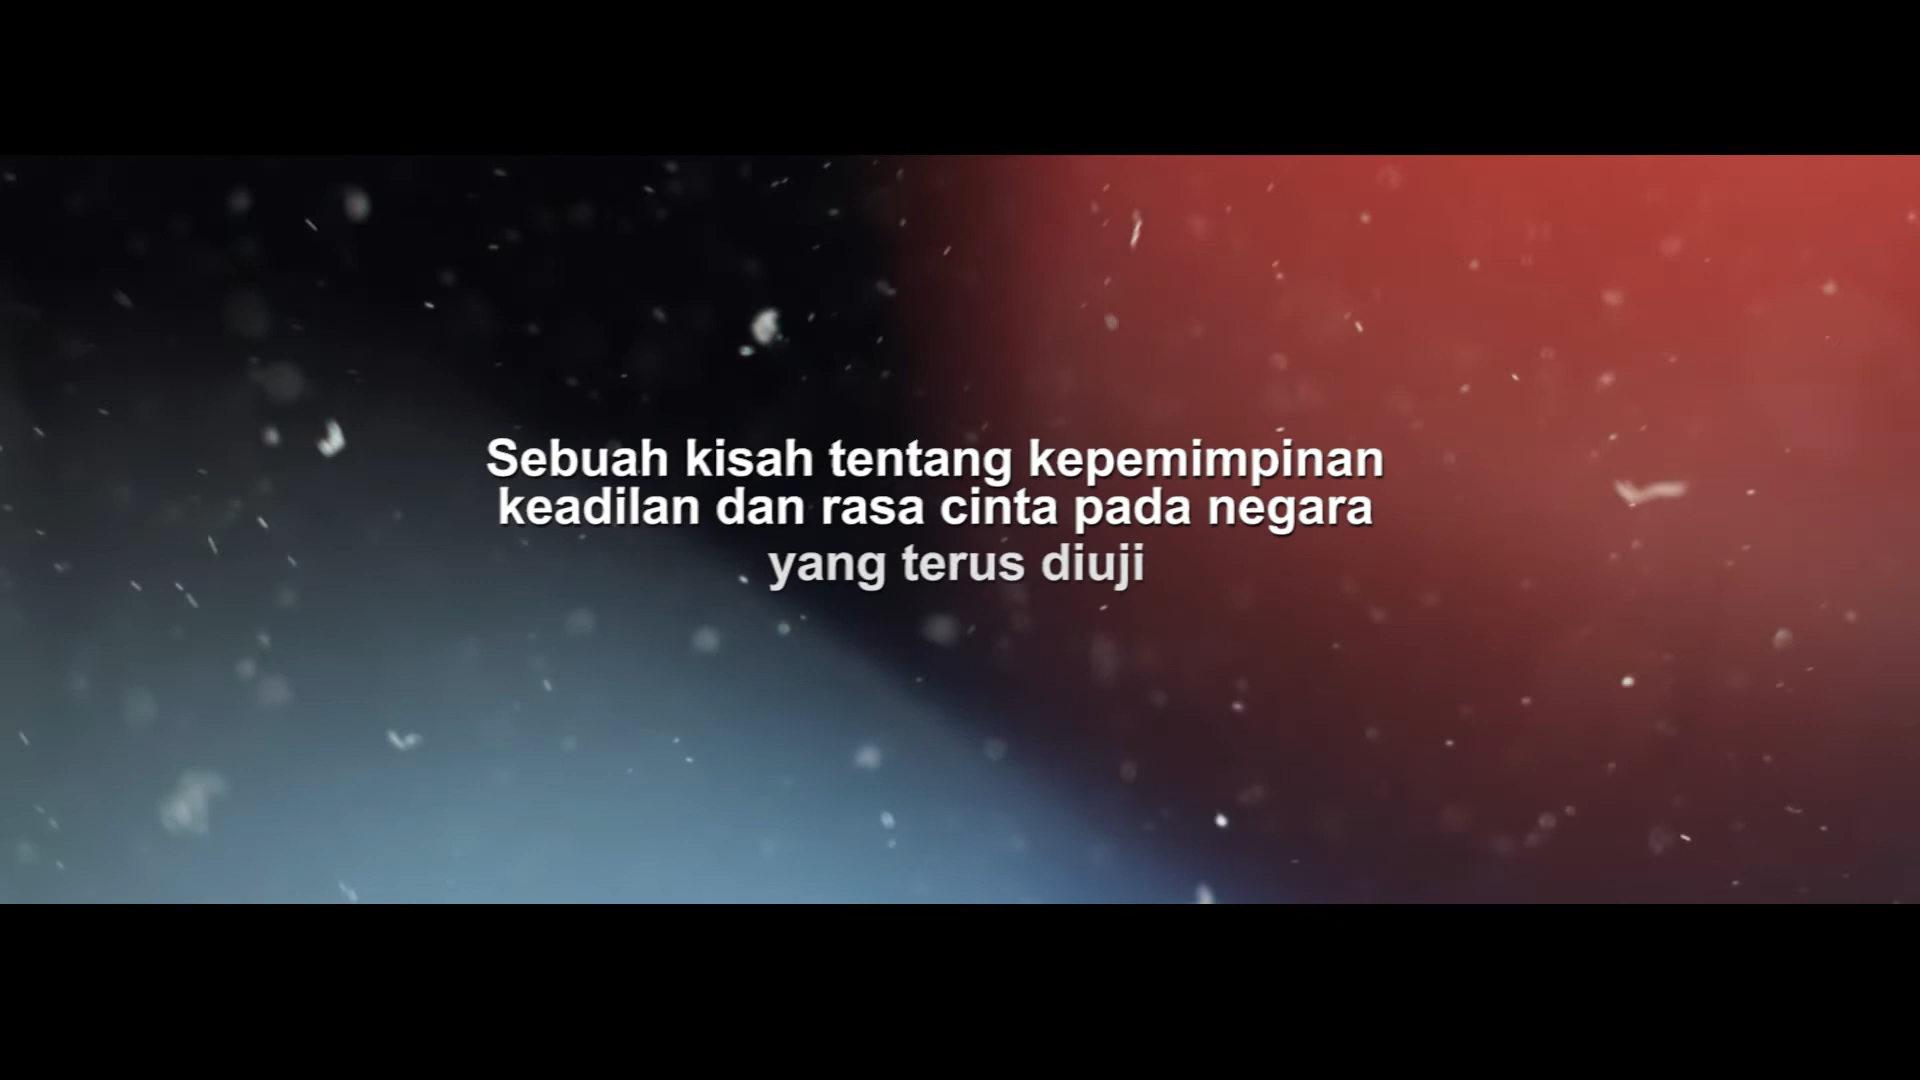 Sebuah kisah tentang kepemimpinan
keadilan dan rasa cinta pada negara
yang terus diuji